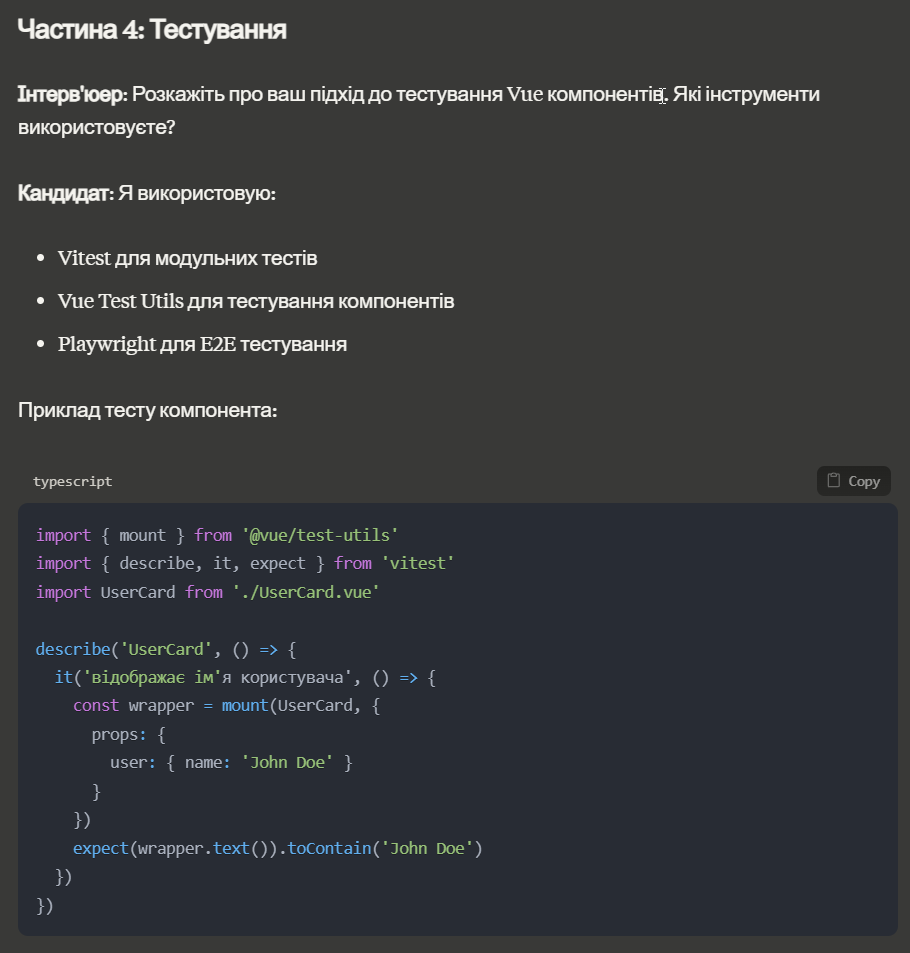 Частина 4: Тестування
Інтерв'юер: Розкажіть про ваш підхід до тестування Vue компонентів. Які інструменти
використовуєте?
Кандидат: Я використовую:
• Vitest для модульних тестів
• Vue Test Utils для тестування компонентів
• Playwright для E2E тестування
Приклад тесту компонента:
typescript
Copy
import { mount } from '@vue/test-utils'
import { describe, it, expect } from 'vitest'
import UserCard from './UserCard.vue'
describe('UserCard', () => {
  it('відображає ім'я користувача', () => {
    const wrapper = mount(UserCard, {
      props: {
        user: { name: 'John Doe' }
      }
    })
    expect(wrapper.text()).toContain('John Doe')
  })
})